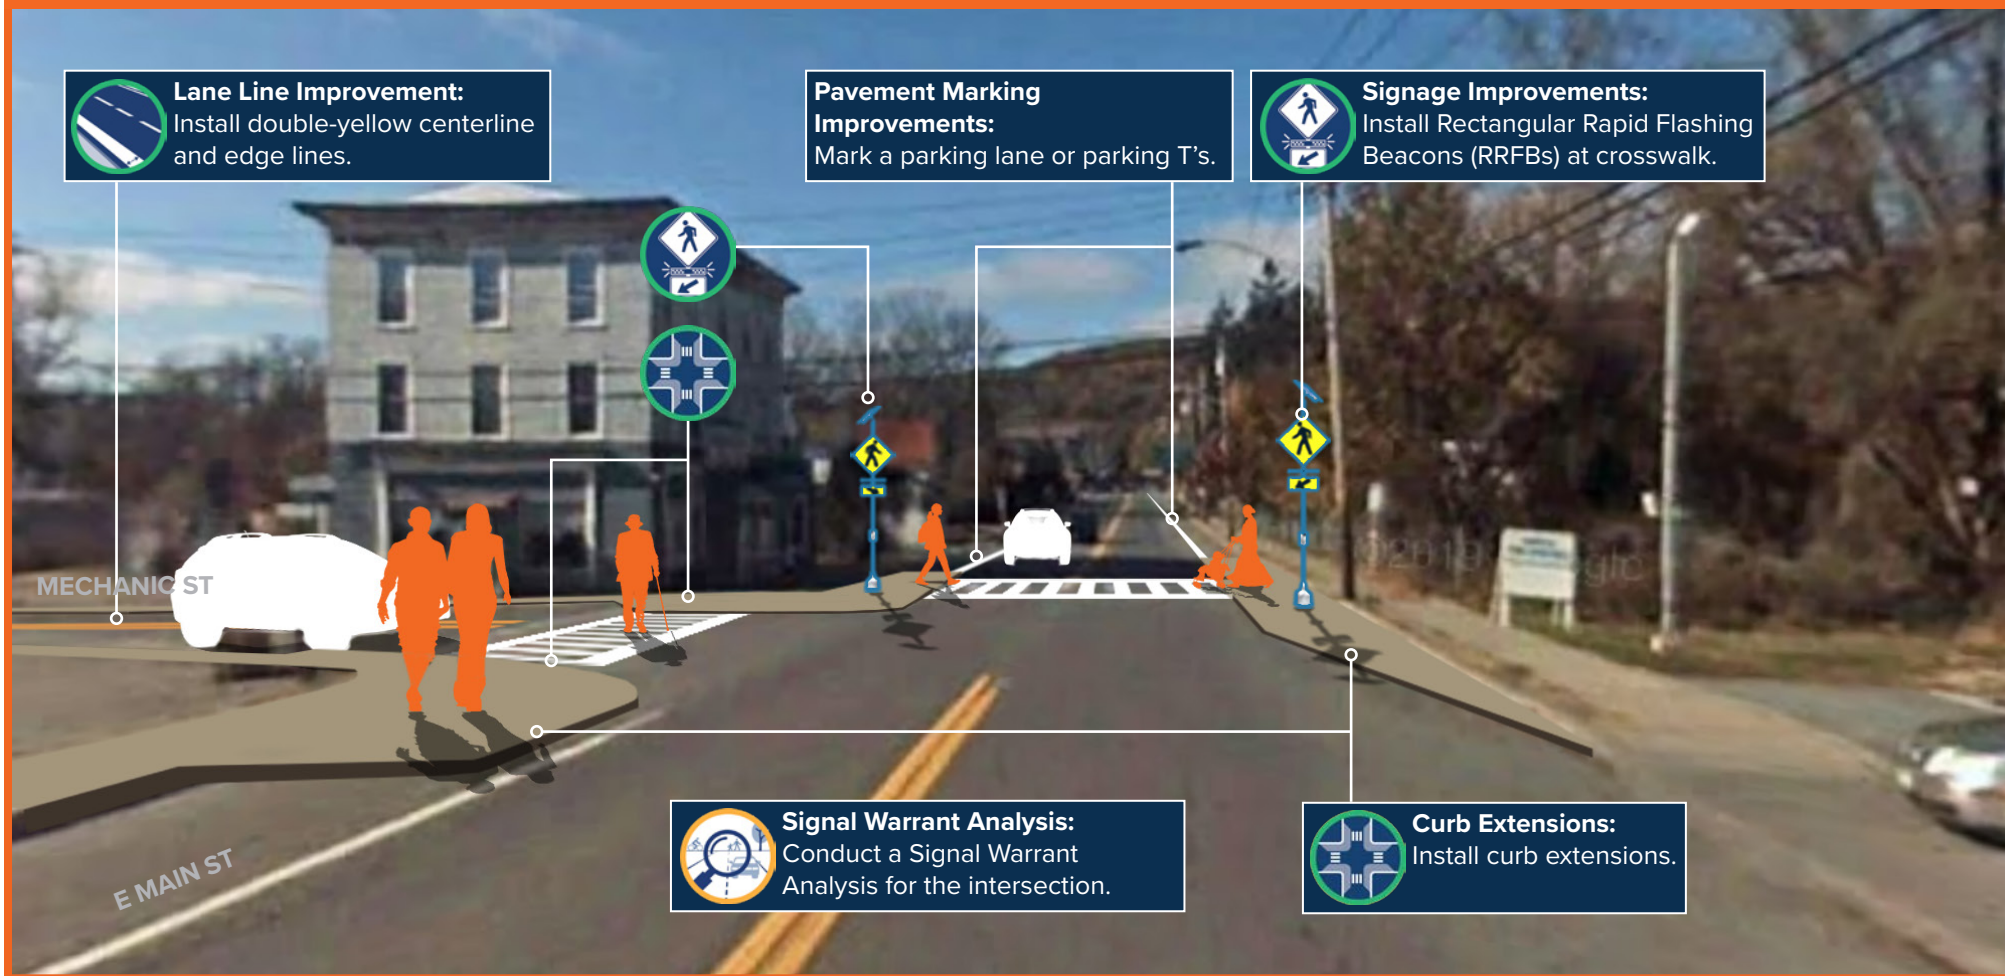 Lane Line Improvement:
Install double-yellow centerline
and edge lines.
Pavement Marking
Improvements:
Mark a parking lane or parking T’s.
Signage Improvements:
Install Rectangular Rapid Flashing
Beacons (RRFBs) at crosswalk.
MECHANIC ST
E MAIN ST
Signal Warrant Analysis:
Conduct a Signal Warrant
Analysis for the intersection.
Curb Extensions:
Install curb extensions.